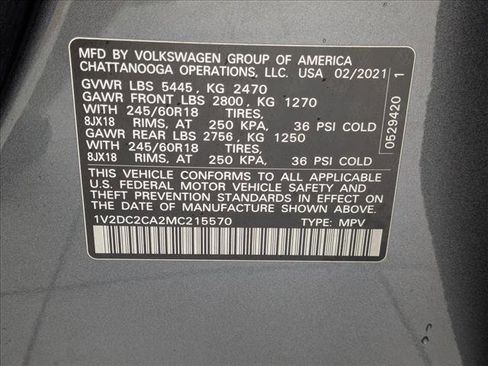 MFD BY VOLKSWAGEN GROUP OF AMERICA
CHATTANOOGA OPERATIONS, LLC. USA 02/2021
GVWR LBS 5445, KG 2470
GAWR FRONT LBS 2800, KG 1270
WITH 245/60R18 TIRES,
8JX18 RIMS, AT 250 KPA, 36 PSI COLD
GAWR REAR LBS 2756, KG 1250
WITH 245/60R18 TIRES,
8JX18 RIMS, AT 250 KPA, 36 PSI COLD
THIS VEHICLE CONFORMS TO ALL APPLICABLE
U.S. FEDERAL MOTOR VEHICLE SAFETY AND
THEFT PREVENTION STANDARDS IN EFFECT ON
THE DATE OF MANUFACTURE SHOWN ABOVE.
1V2DC2CA2MC215570 TYPE: MPV
0529420 1